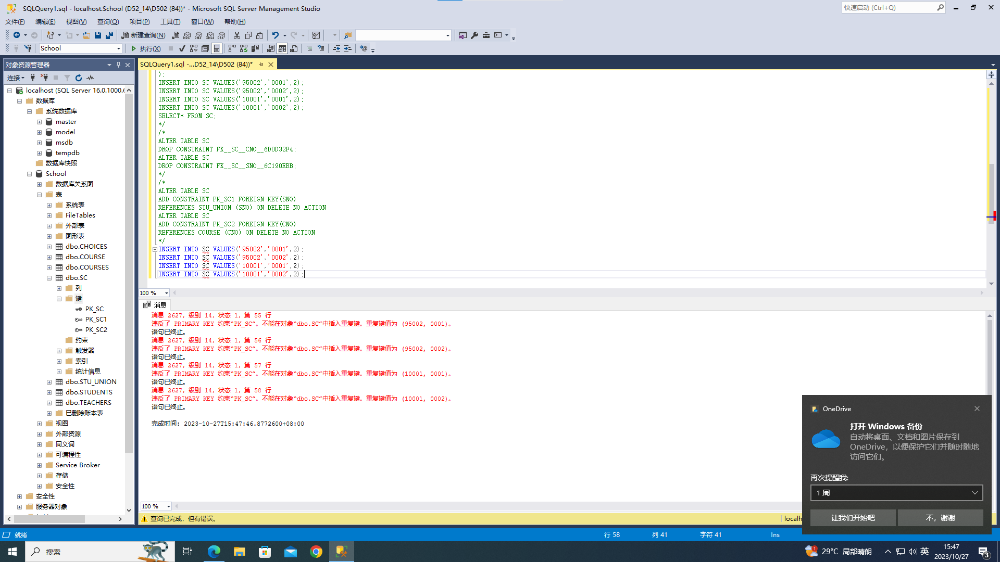 SQLQuery1.sql - localhost.School (D52_14\D502 (84))* - Microsoft SQL Server Management Studio
快速启动 (Ctrl+Q)
文件(F) 编辑(E) 视图(V) 查询(Q) 项目(P) 工具(T) 窗口(W) 帮助(H)
新建查询(N)
School
执行(X)
对象资源管理器
SQLQuery1.sql -...D52_14\D502 (84))*
连接
localhost (SQL Server 16.0.1000.6
数据库
系统数据库
master
model
msdb
tempdb
数据库快照
School
数据库关系图
表
系统表
FileTables
外部表
图形表
dbo.CHOICES
dbo.COURSE
dbo.COURSES
dbo.SC
列
键
PK_SC
PK_SC1
PK_SC2
约束
触发器
索引
统计信息
dbo.STU_UNION
dbo.STUDENTS
dbo.TEACHERS
已删除账本表
视图
外部资源
同义词
可编程性
Service Broker
存储
安全性
安全性
服务器对象
);
INSERT INTO SC VALUES('95002','0001',2);
INSERT INTO SC VALUES('95002','0002',2);
INSERT INTO SC VALUES('10001','0001',2);
INSERT INTO SC VALUES('10001','0002',2);
SELECT* FROM SC;
*/
/*
ALTER TABLE SC
DROP CONSTRAINT FK__SC__CNO__6D0D32F4;
ALTER TABLE SC
DROP CONSTRAINT FK__SC__SNO__6C190EBB;
*/
/*
ALTER TABLE SC
ADD CONSTRAINT PK_SC1 FOREIGN KEY(SNO)
REFERENCES STU_UNION (SNO) ON DELETE NO ACTION
ALTER TABLE SC
ADD CONSTRAINT PK_SC2 FOREIGN KEY(CNO)
REFERENCES COURSE (CNO) ON DELETE NO ACTION
*/
INSERT INTO SC VALUES('95002','0001',2);
INSERT INTO SC VALUES('95002','0002',2);
INSERT INTO SC VALUES('10001','0001',2);
INSERT INTO SC VALUES('10001','0002',2);
100 %
消息
消息 2627，级别 14，状态 1，第 55 行
违反了 PRIMARY KEY 约束“PK_SC”。不能在对象“dbo.SC”中插入重复键。重复键值为 (95002, 0001)。
语句已终止。
消息 2627，级别 14，状态 1，第 56 行
违反了 PRIMARY KEY 约束“PK_SC”。不能在对象“dbo.SC”中插入重复键。重复键值为 (95002, 0002)。
语句已终止。
消息 2627，级别 14，状态 1，第 57 行
违反了 PRIMARY KEY 约束“PK_SC”。不能在对象“dbo.SC”中插入重复键。重复键值为 (10001, 0001)。
语句已终止。
消息 2627，级别 14，状态 1，第 58 行
违反了 PRIMARY KEY 约束“PK_SC”。不能在对象“dbo.SC”中插入重复键。重复键值为 (10001, 0002)。
语句已终止。
完成时间: 2023-10-27T15:47:46.8772600+08:00
100 %
查询已完成，但有错误。
localh
OneDrive
打开 Windows 备份
自动将桌面、文档和图片保存到
OneDrive，以便保护它们并随时随地
访问它们。
再次提醒我:
1 周
让我们开始吧
不，谢谢
就绪
行 58
列 41
字符 41
Ins
搜索
1
29°C 局部晴朗
英
15:47
2023/10/27
3